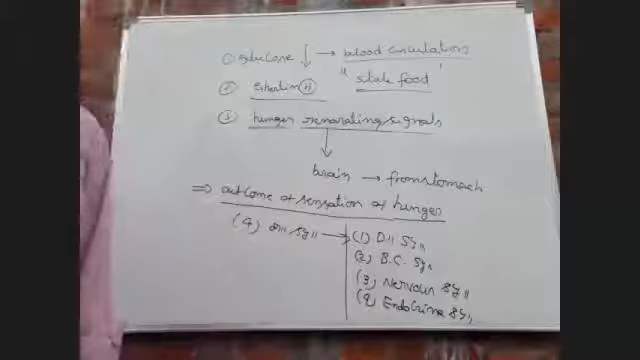 ① Glucose ↓ → blood circulation
" stale food "
② Ghrelin (H)
③ hunger generating signals
↓
brain → from stomach
⇒ outcome of sensation of hunger
(4) Sy" → (1) D" Sy"
(2) B.C. Sy"
(3) Nervous Sy"
(4) Endocrine Sy"